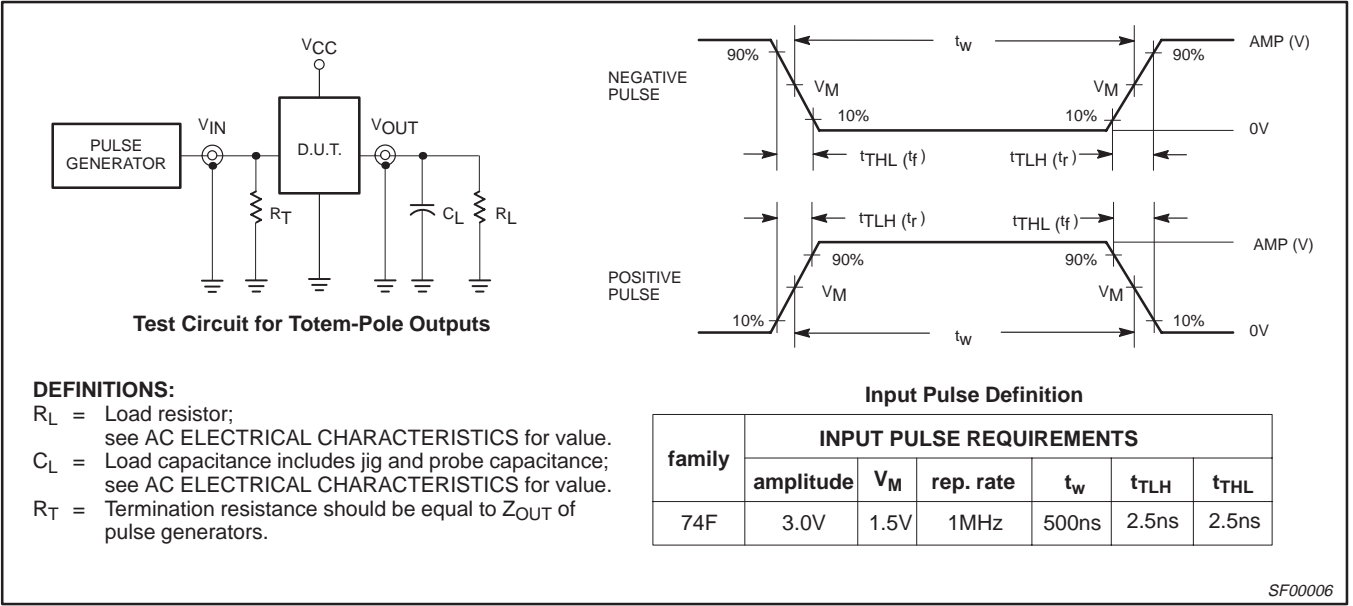 VCC
PULSE
GENERATOR
VIN
D.U.T.
VOUT
RT
CL
RL
Test Circuit for Totem-Pole Outputs
NEGATIVE
PULSE
90%
tW
90%
AMP (V)
VM
VM
10%
10%
0V
tTHL (tf)
tTLH (tr)
tTLH (tr)
tTHL (tf)
AMP (V)
90%
90%
POSITIVE
PULSE
VM
VM
10%
10%
tW
0V
Input Pulse Definition
DEFINITIONS:
RL = Load resistor;
see AC ELECTRICAL CHARACTERISTICS for value.
CL = Load capacitance includes jig and probe capacitance;
see AC ELECTRICAL CHARACTERISTICS for value.
RT = Termination resistance should be equal to ZOUT of
pulse generators.
family
INPUT PULSE REQUIREMENTS
amplitude VM rep. rate tw tTLH tTHL
74F 3.0V 1.5V 1MHz 500ns 2.5ns 2.5ns
SF00006